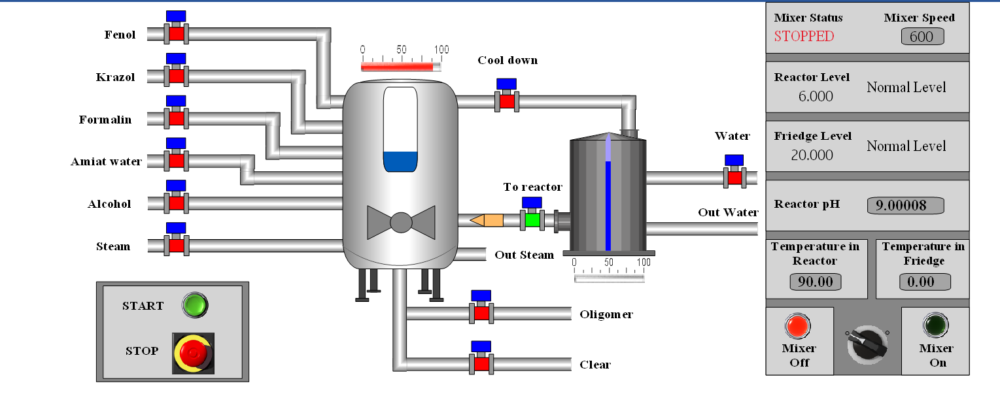 Fenol
Krazol
Formalin
Amiat water
Alcohol
Steam
0 50 100
Cool down
To reactor
Water
Out Water
Out Steam
0 50 100
Oligomer
Clear
START
STOP
Mixer Status Mixer Speed
STOPPED 600
Reactor Level
6.000 Normal Level
Friedge Level
20.000 Normal Level
Reactor pH 9.00008
Temperature in
Reactor
90.00
Temperature in
Friedge
0.00
Mixer
Off
Mixer
On